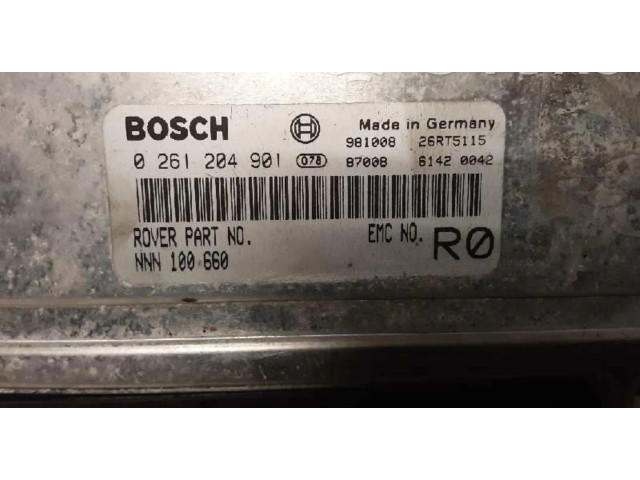 BOSCH Made in Germany
981008 26RT5115
0 261 204 901 078 87008 6142 0042
ROVER PART NO. EMC NO. R0
NNN 100 660